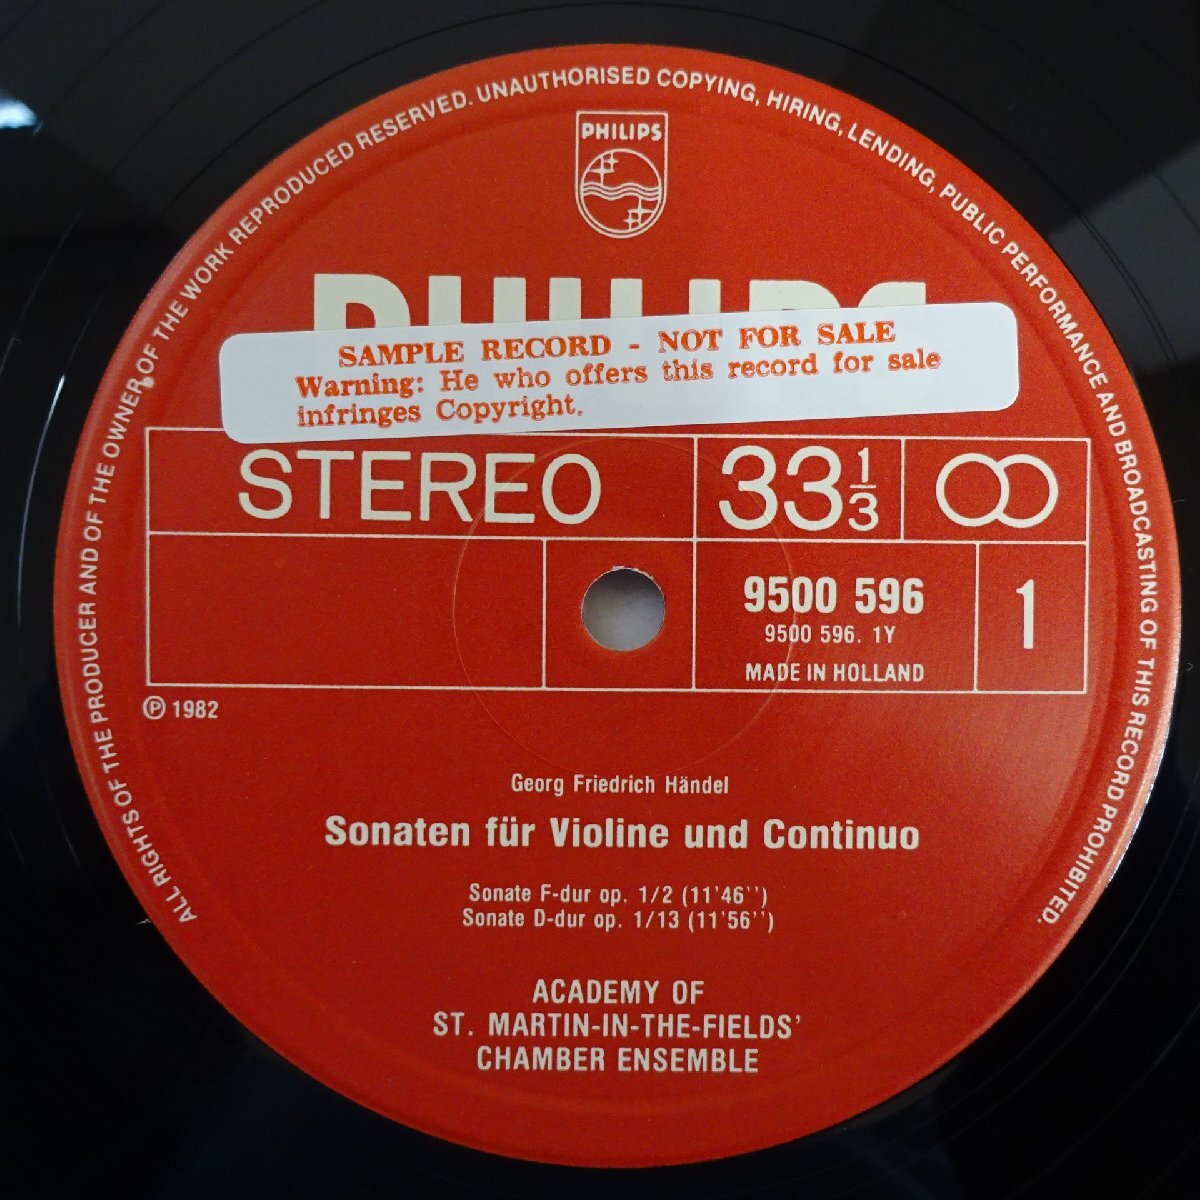 ALL RIGHTS OF THE PRODUCER AND OF THE OWNER OF THE WORK REPRODUCED RESERVED. UNAUTHORISED COPYING, HIRING, LENDING, PUBLIC PERFORMANCE AND BROADCASTING OF THIS RECORD PROHIBITED.
PHILIPS
PHILIPS
SAMPLE RECORD - NOT FOR SALE
Warning: He who offers this record for sale
infringes Copyright.
STEREO
33 1/3
9500 596
9500 596. 1Y
MADE IN HOLLAND
1
Ⓟ 1982
Georg Friedrich Händel
Sonaten für Violine und Continuo
Sonate F-dur op. 1/2 (11'46'')
Sonate D-dur op. 1/13 (11'56'')
ACADEMY OF
ST. MARTIN-IN-THE-FIELDS'
CHAMBER ENSEMBLE